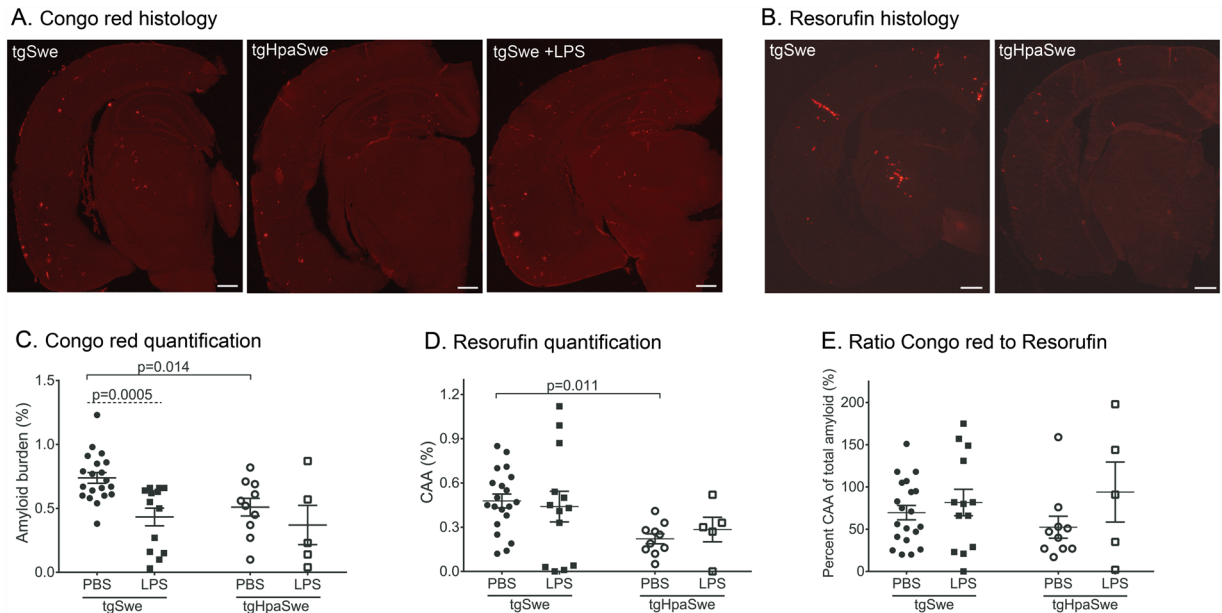 A. Congo red histology
tgSwe
tgHpaSwe
tgSwe +LPS
B. Resorufin histology
tgSwe
tgHpaSwe
C. Congo red quantification
p=0.014
p=0.0005
Amyloid burden (%)
1.5
1.0
0.5
0.0
PBS LPS PBS LPS
tgSwe tgHpaSwe
D. Resorufin quantification
p=0.011
CAA (%)
1.2
0.9
0.6
0.3
0.0
PBS LPS PBS LPS
tgSwe tgHpaSwe
E. Ratio Congo red to Resorufin
Percent CAA of total amyloid (%)
200
150
100
50
0
PBS LPS PBS LPS
tgSwe tgHpaSwe